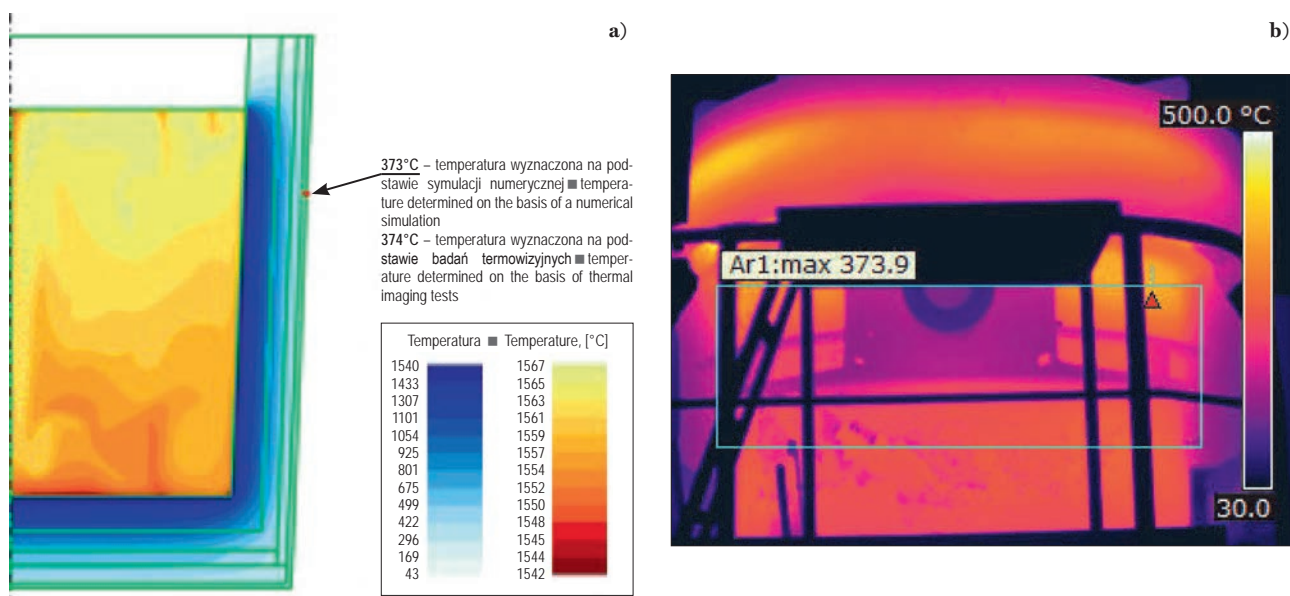 a)
b)
373°C – temperatura wyznaczona na pod-
stawie symulacji numerycznej ■ tempera-
ture determined on the basis of a numerical
simulation
374°C – temperatura wyznaczona na pod-
stawie badań termowizyjnych ■ temper-
ature determined on the basis of thermal
imaging tests
Temperatura ■ Temperature, [°C]
1540 1567
1433 1565
1307 1563
1101 1561
1054 1559
925 1557
801 1554
675 1552
499 1550
422 1548
296 1545
169 1544
43 1542
500.0 °C
Ar1:max 373.9
30.0